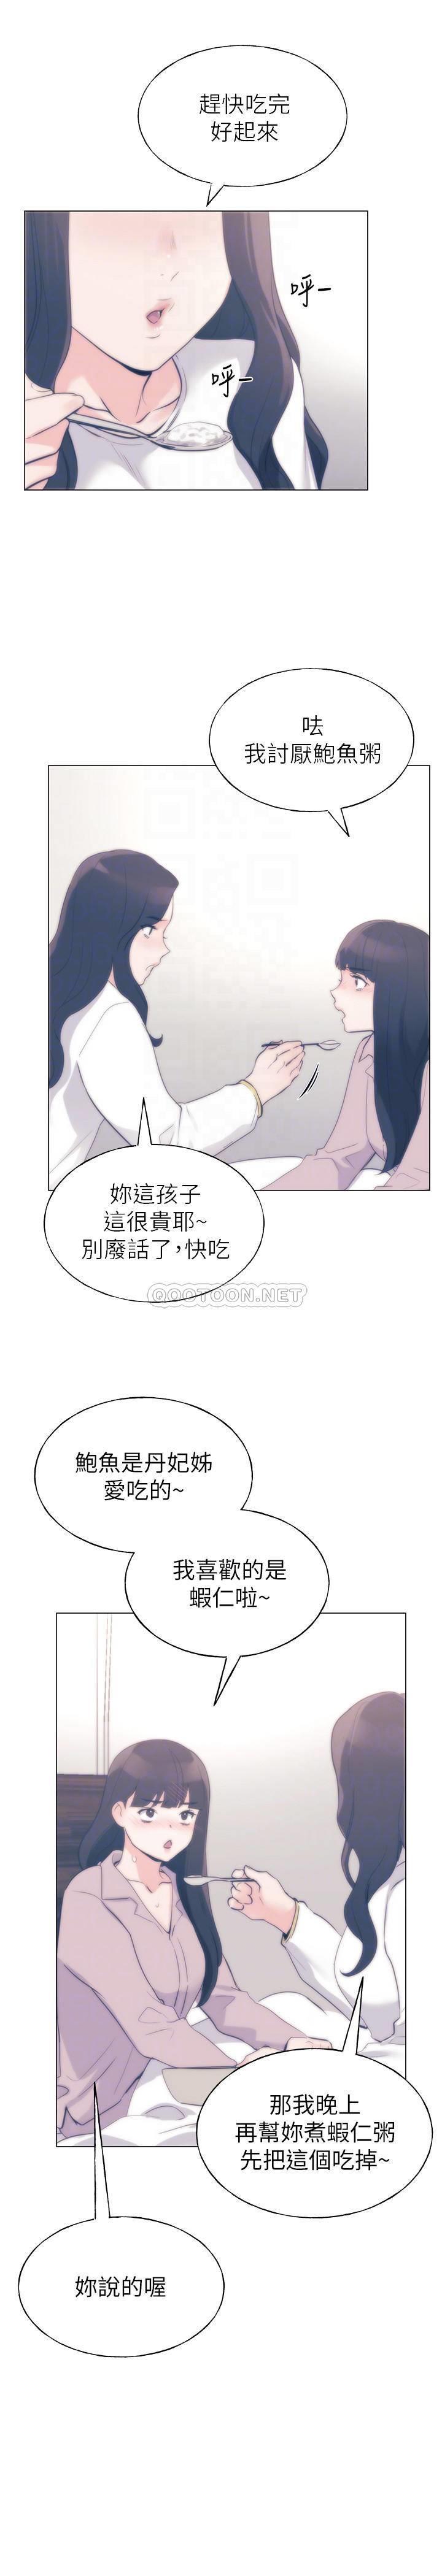 趕快吃完
好起來
呼-
呼-
呿
我討厭鮑魚粥
妳這孩子
這很貴耶~
別廢話了,快吃
QOOTOON.NET
鮑魚是丹妃姊
愛吃的~
我喜歡的是
蝦仁啦~
那我晚上
再幫妳煮蝦仁粥
先把這個吃掉~
妳說的喔